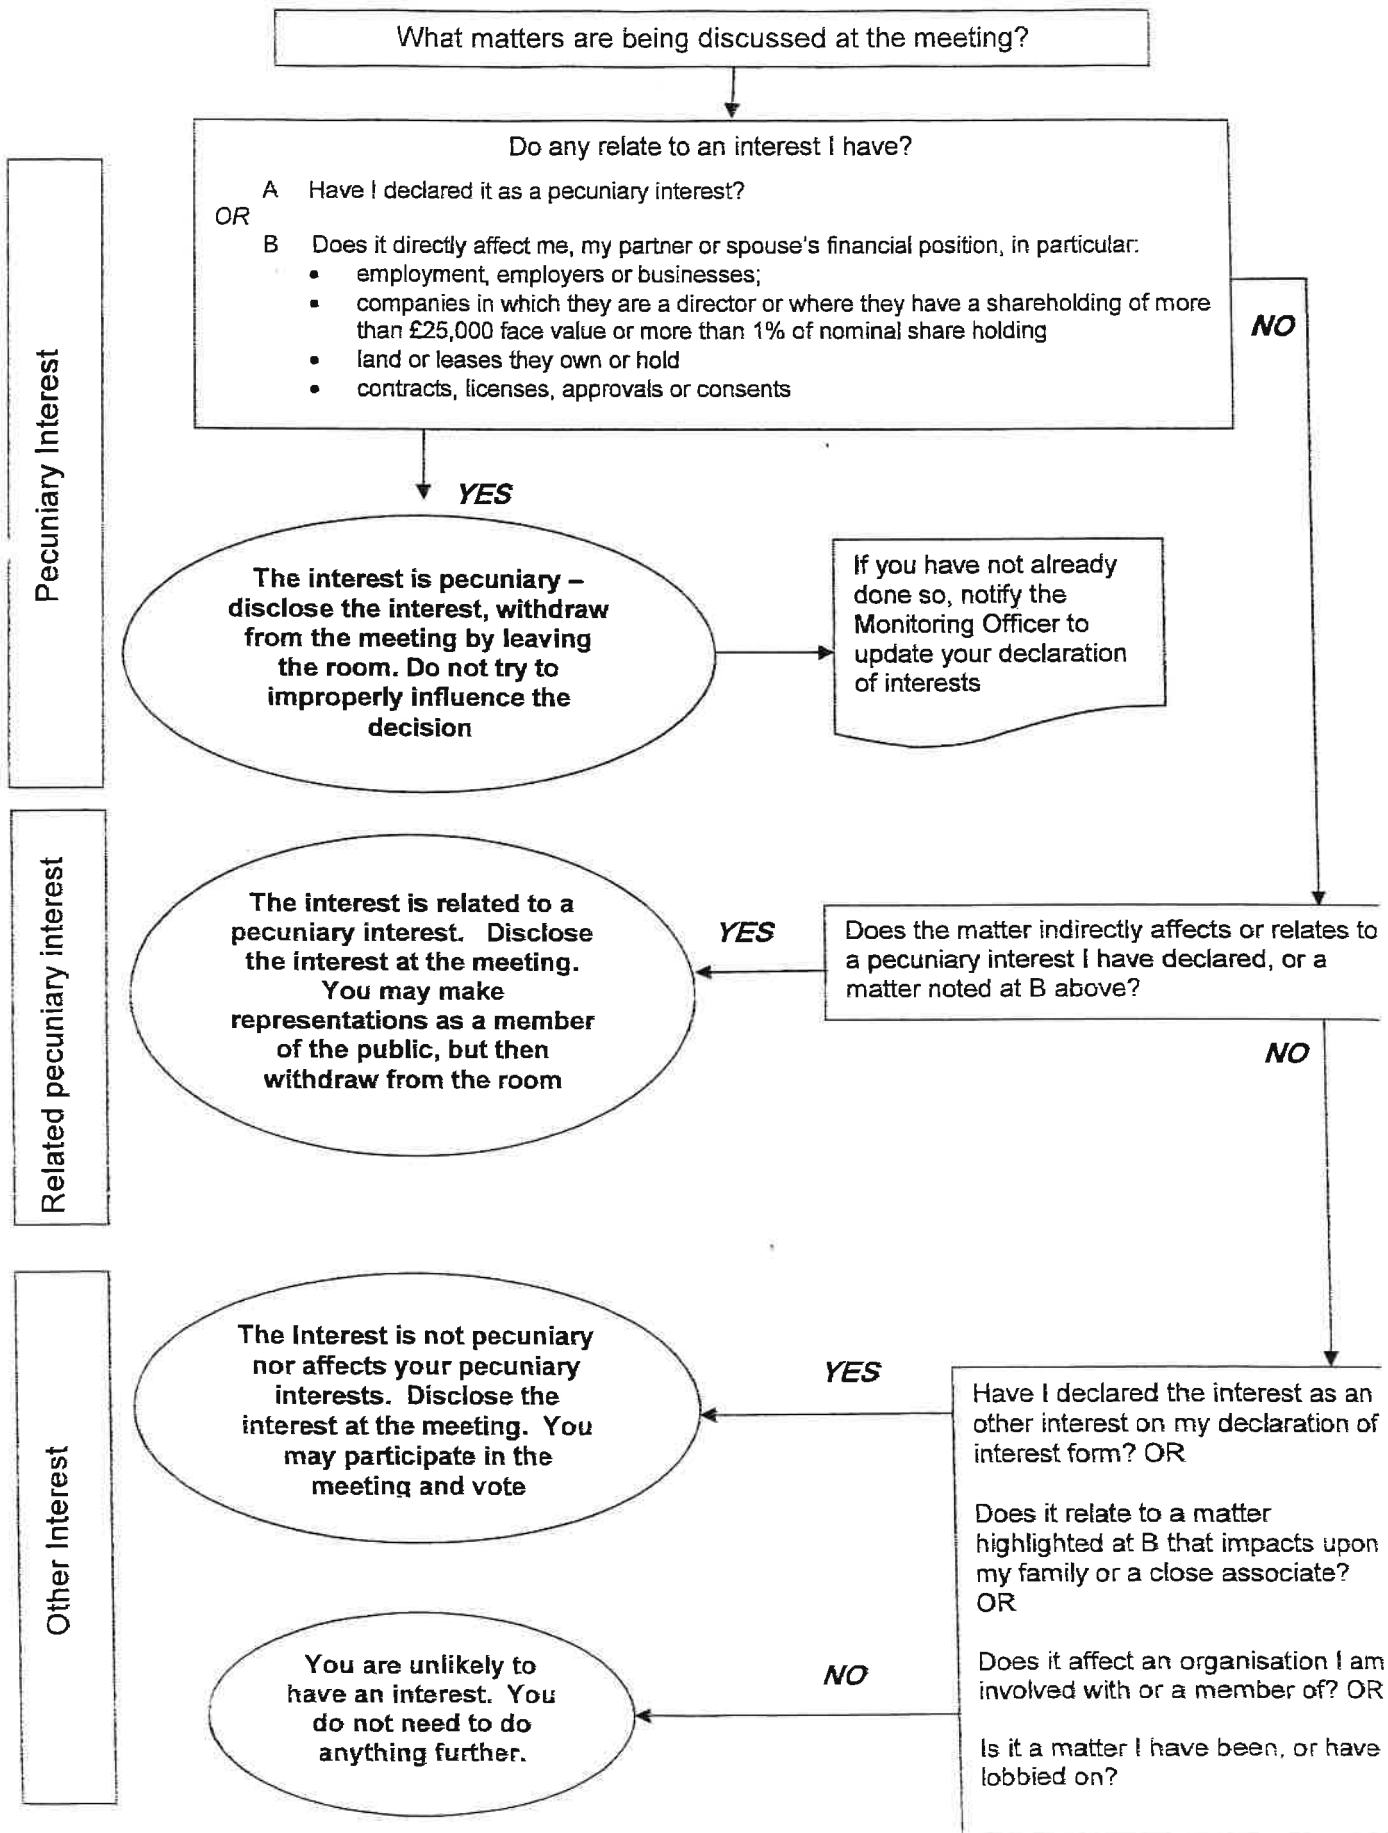 What matters are being discussed at the meeting?
Do any relate to an interest I have?
A Have I declared it as a pecuniary interest?
OR
B Does it directly affect me, my partner or spouse's financial position, in particular:
• employment, employers or businesses;
• companies in which they are a director or where they have a shareholding of more
than £25,000 face value or more than 1% of nominal share holding
• land or leases they own or hold
• contracts, licenses, approvals or consents
NO
Pecuniary Interest
YES
The interest is pecuniary –
disclose the interest, withdraw
from the meeting by leaving
the room. Do not try to
improperly influence the
decision
If you have not already
done so, notify the
Monitoring Officer to
update your declaration
of interests
Related pecuniary interest
The interest is related to a
pecuniary interest. Disclose
the interest at the meeting.
You may make
representations as a member
of the public, but then
withdraw from the room
YES
Does the matter indirectly affects or relates to
a pecuniary interest I have declared, or a
matter noted at B above?
NO
Other Interest
The Interest is not pecuniary
nor affects your pecuniary
interests. Disclose the
interest at the meeting. You
may participate in the
meeting and vote
YES
Have I declared the interest as an
other interest on my declaration of
interest form? OR
Does it relate to a matter
highlighted at B that impacts upon
my family or a close associate?
OR
Does it affect an organisation I am
involved with or a member of? OR
Is it a matter I have been, or have
lobbied on?
NO
You are unlikely to
have an interest. You
do not need to do
anything further.